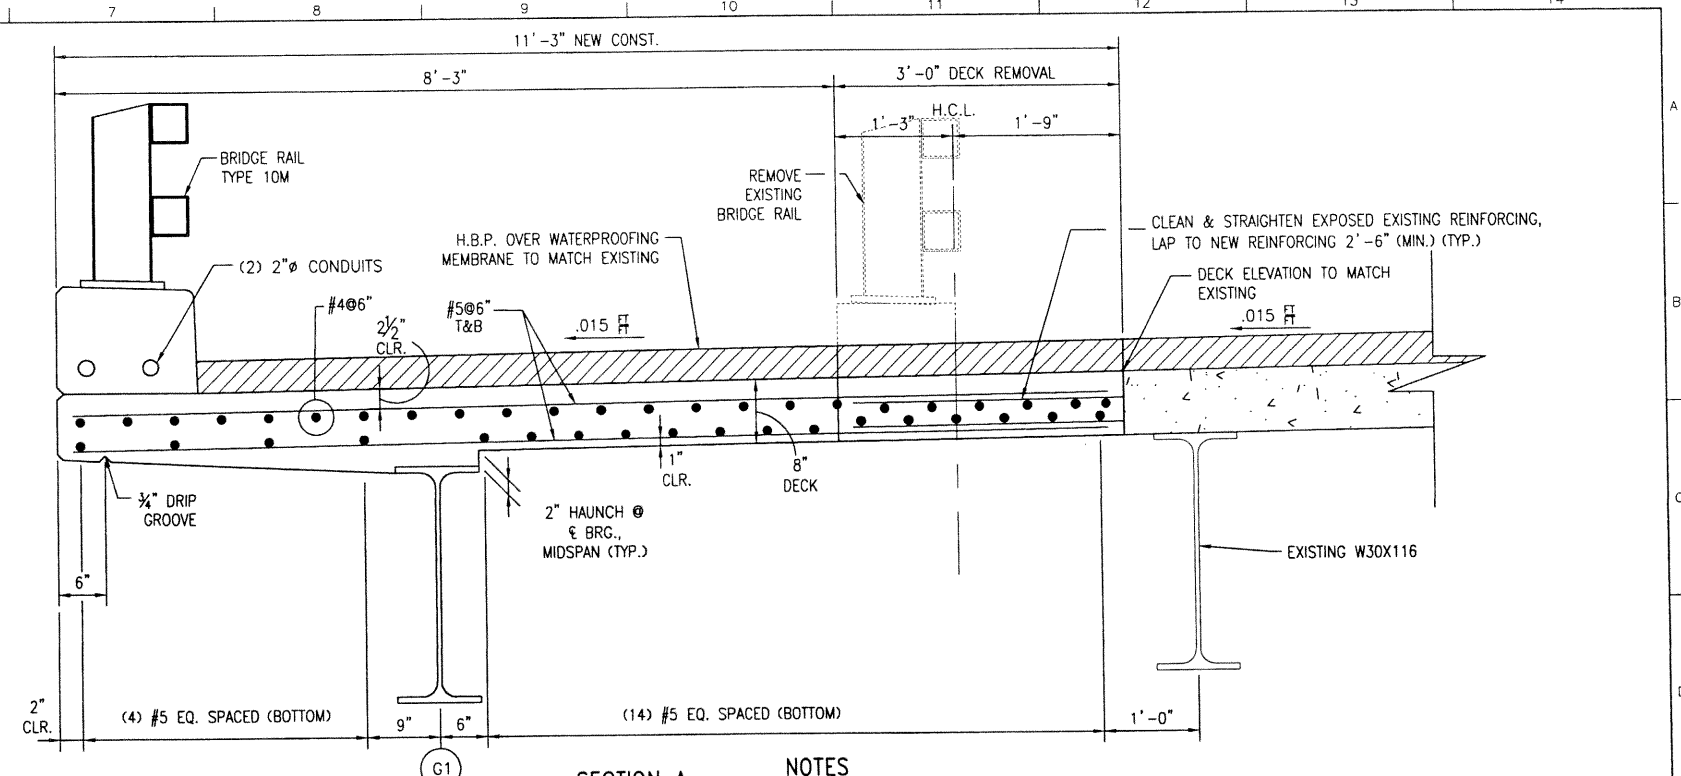 7 8 9 10 11 12 13 14
11'-3" NEW CONST.
8'-3"
3'-0" DECK REMOVAL
A
H.C.L.
1'-3"
1'-9"
BRIDGE RAIL
TYPE 10M
REMOVE
EXISTING
BRIDGE RAIL
CLEAN & STRAIGHTEN EXPOSED EXISTING REINFORCING,
LAP TO NEW REINFORCING 2'-6" (MIN.) (TYP.)
H.B.P. OVER WATERPROOFING
MEMBRANE TO MATCH EXISTING
(2) 2"ø CONDUITS
DECK ELEVATION TO MATCH
EXISTING
B
#4@6"
#5@6"
T&B
2½"
CLR.
.015 FT
FT
.015 FT
FT
1"
CLR.
8"
DECK
¾" DRIP
GROOVE
2" HAUNCH @
℄ BRG.,
MIDSPAN (TYP.)
C
EXISTING W30X116
6"
2"
CLR.
(4) #5 EQ. SPACED (BOTTOM)
9"
6"
(14) #5 EQ. SPACED (BOTTOM)
1'-0"
G1
SECTION A
NOTES